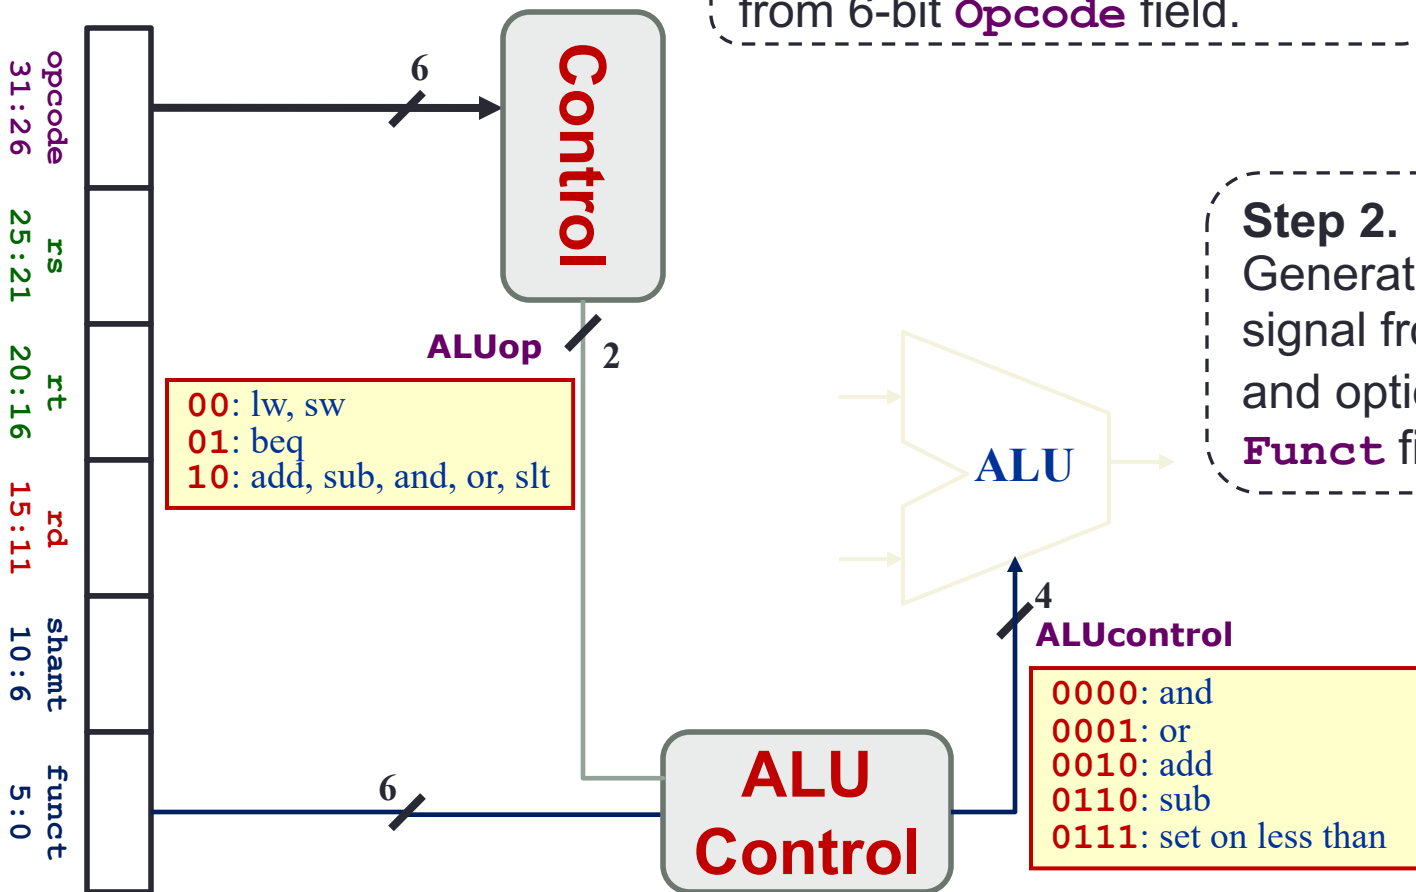 from 6-bit Opcode field.
opcode
31:26
rs
25:21
rt
20:16
rd
15:11
shamt
10:6
funct
5:0
6
Control
ALUop
2
00: lw, sw
01: beq
10: add, sub, and, or, slt
Step 2.
Generat
signal fr
and opti
Funct fi
ALU
4
ALUcontrol
0000: and
0001: or
0010: add
0110: sub
0111: set on less than
6
ALU
Control